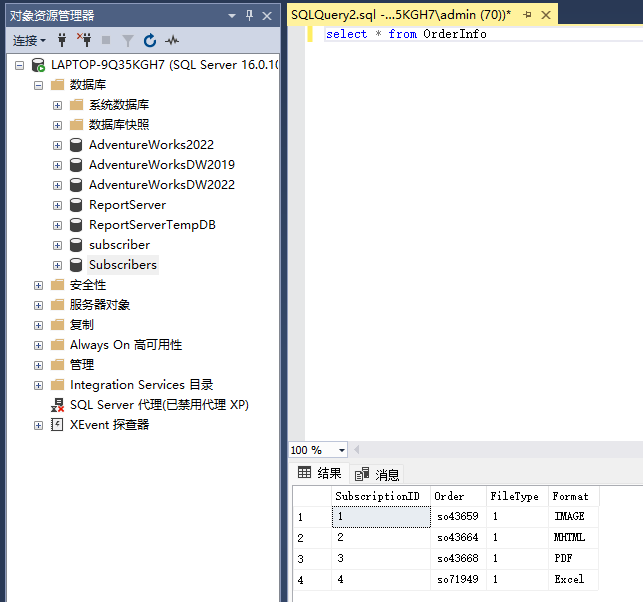 对象资源管理器
连接
LAPTOP-9Q35KGH7 (SQL Server 16.0.10
数据库
系统数据库
数据库快照
AdventureWorks2022
AdventureWorksDW2019
AdventureWorksDW2022
ReportServer
ReportServerTempDB
subscriber
Subscribers
安全性
服务器对象
复制
Always On 高可用性
管理
Integration Services 目录
SQL Server 代理(已禁用代理 XP)
XEvent 探查器
SQLQuery2.sql -...5KGH7\admin (70))*
select * from OrderInfo
100 %
结果 消息
SubscriptionID Order FileType Format
1 1 so43659 1 IMAGE
2 2 so43664 1 MHTML
3 3 so43668 1 PDF
4 4 so71949 1 Excel